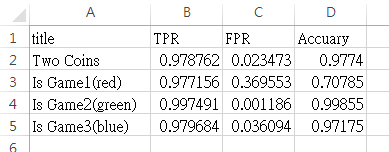 A B C D
1 title TPR FPR Accuary
2 Two Coins 0.978762 0.023473 0.9774
3 Is Game1(red) 0.977156 0.369553 0.70785
4 Is Game2(green) 0.997491 0.001186 0.99855
5 Is Game3(blue) 0.979684 0.036094 0.97175
6